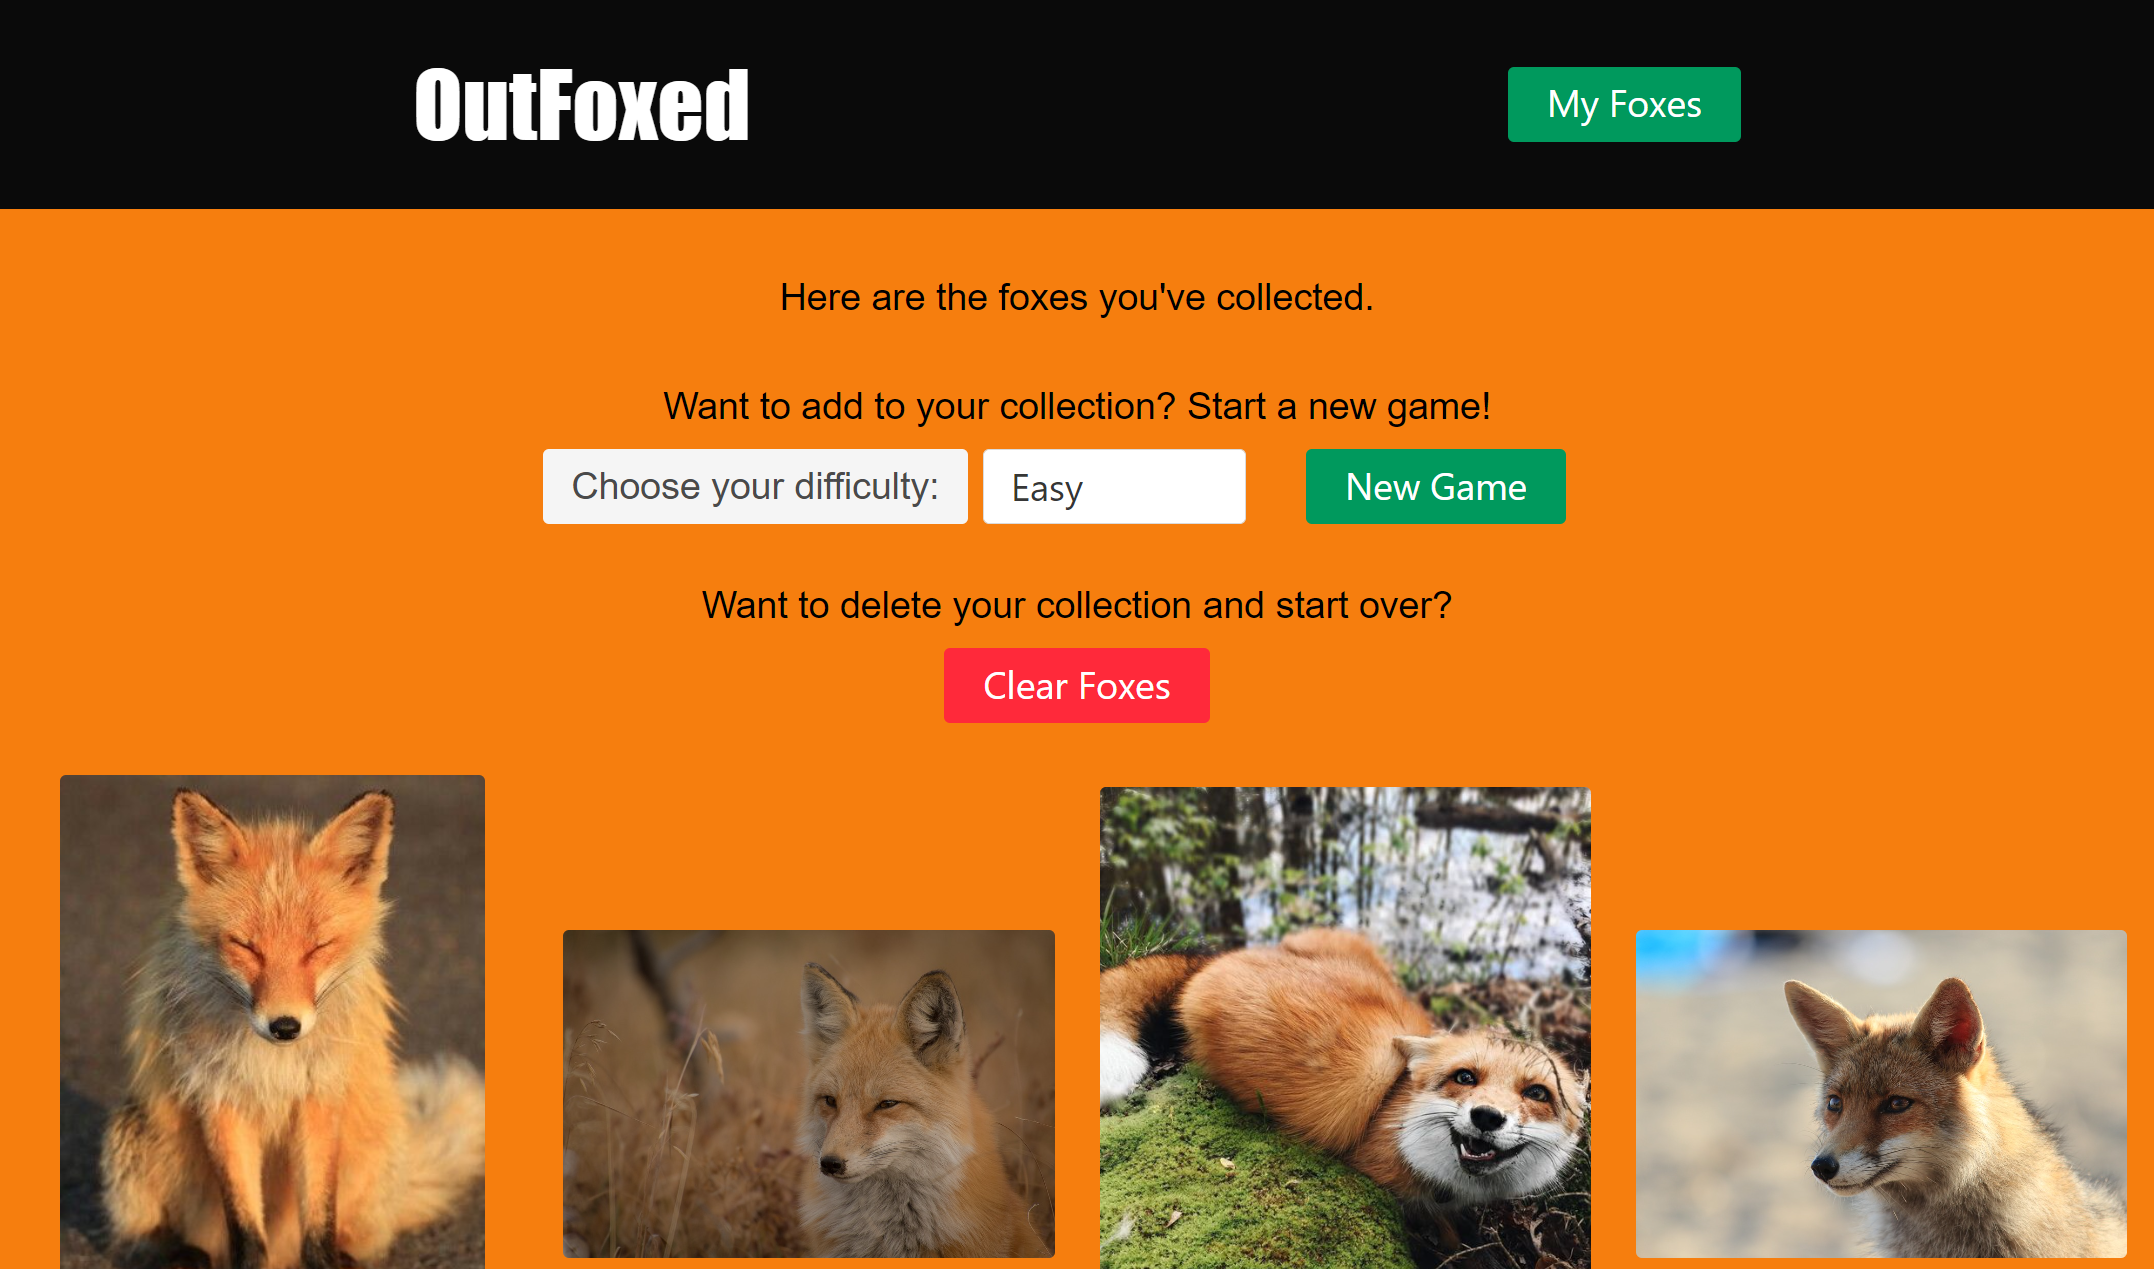 OutFoxed
My Foxes
Here are the foxes you've collected.
Want to add to your collection? Start a new game!
Choose your difficulty:
Easy
New Game
Want to delete your collection and start over?
Clear Foxes